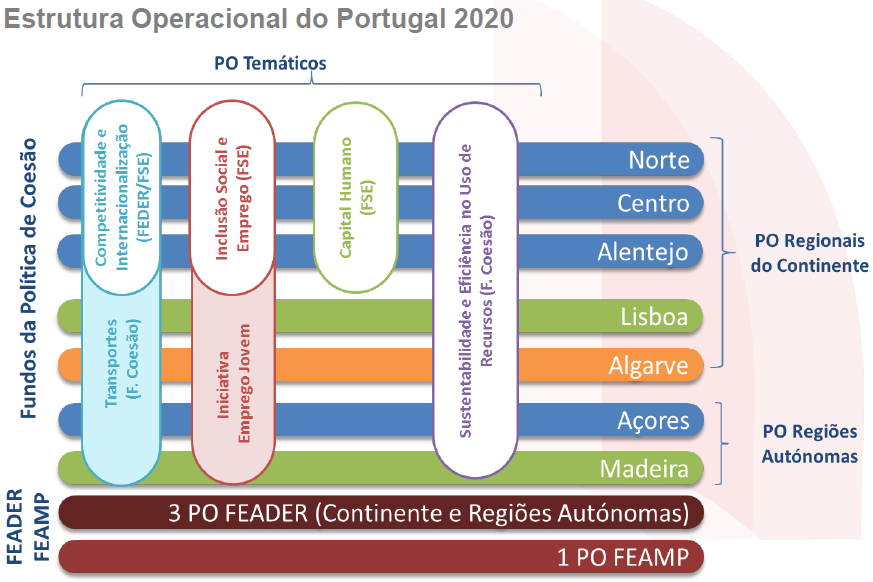 Estrutura Operacional do Portugal 2020
PO Temáticos
Fundos da Política de Coesão
Competitividade e
Internacionalização
(FEDER/FSE)
Transportes
(F. Coesão)
Inclusão Social e
Emprego (FSE)
Iniciativa
Emprego Jovem
Capital Humano
(FSE)
Sustentabilidade e Eficiência no Uso de
Recursos (F. Coesão)
Norte
Centro
Alentejo
Lisboa
Algarve
Açores
Madeira
PO Regionais
do Continente
PO Regiões
Autónomas
FEADER
FEAMP
3 PO FEADER (Continente e Regiões Autónomas)
1 PO FEAMP